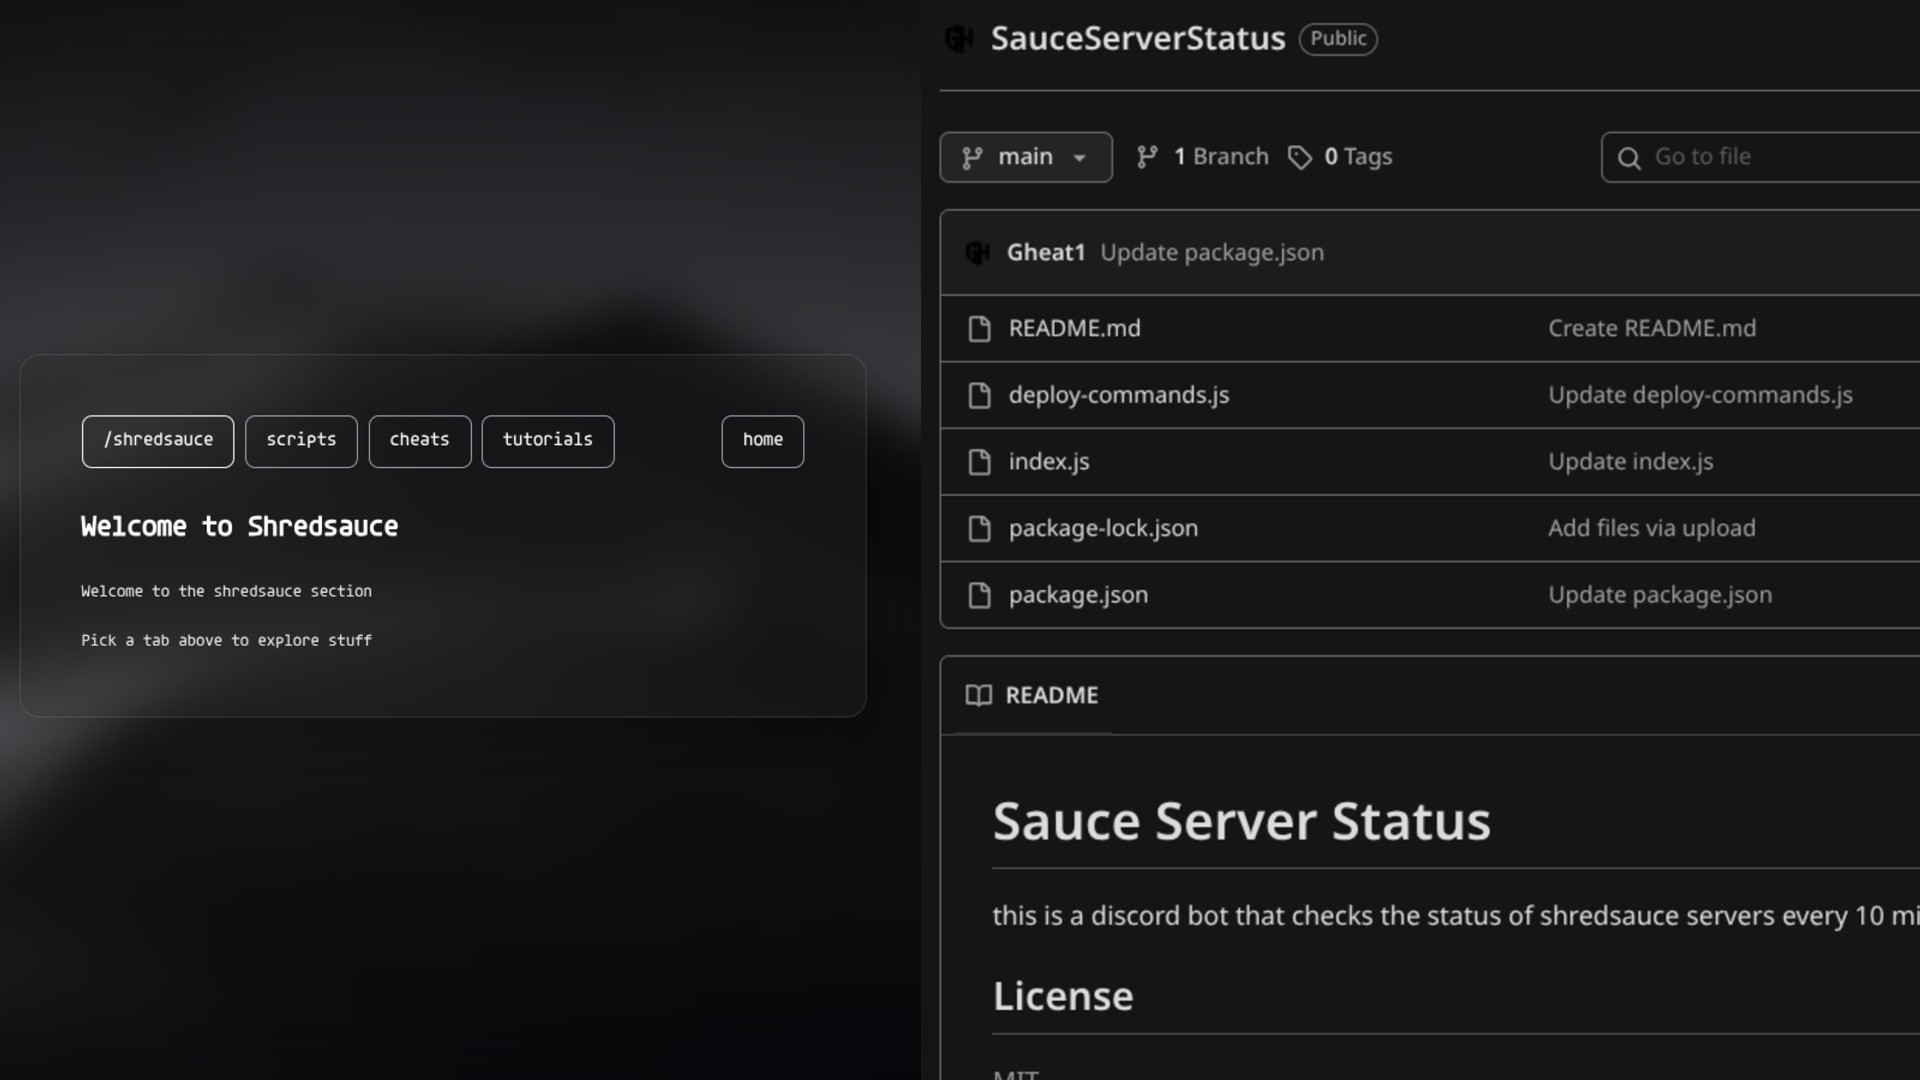 /shredsauce scripts cheats tutorials home
Welcome to Shredsauce
Welcome to the shredsauce section
Pick a tab above to explore stuff
GH SauceServerStatus Public
main 1 Branch 0 Tags Go to file
GH Gheat1 Update package.json
README.md Create README.md
deploy-commands.js Update deploy-commands.js
index.js Update index.js
package-lock.json Add files via upload
package.json Update package.json
README
Sauce Server Status
this is a discord bot that checks the status of shredsauce servers every 10 mi
License
MIT